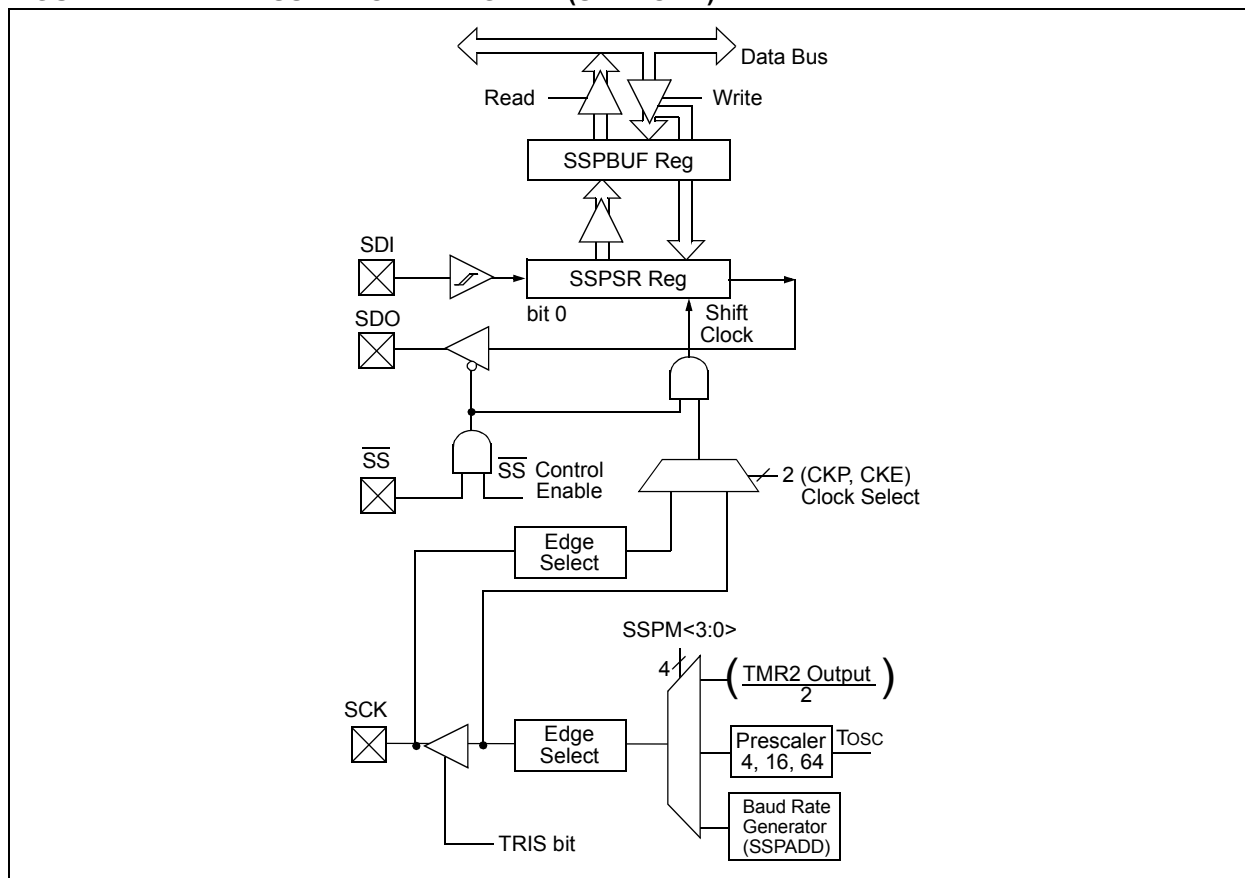 Data Bus
Read
Write
SSPBUF Reg
SDI
SSPSR Reg
bit 0
Shift
Clock
SDO
S̅S̅
S̅S̅ Control
Enable
2 (CKP, CKE)
Clock Select
Edge
Select
SSPM<3:0>
4
(TMR2 Output
2)
SCK
Edge
Select
Prescaler
4, 16, 64
TOSC
Baud Rate
Generator
(SSPADD)
TRIS bit